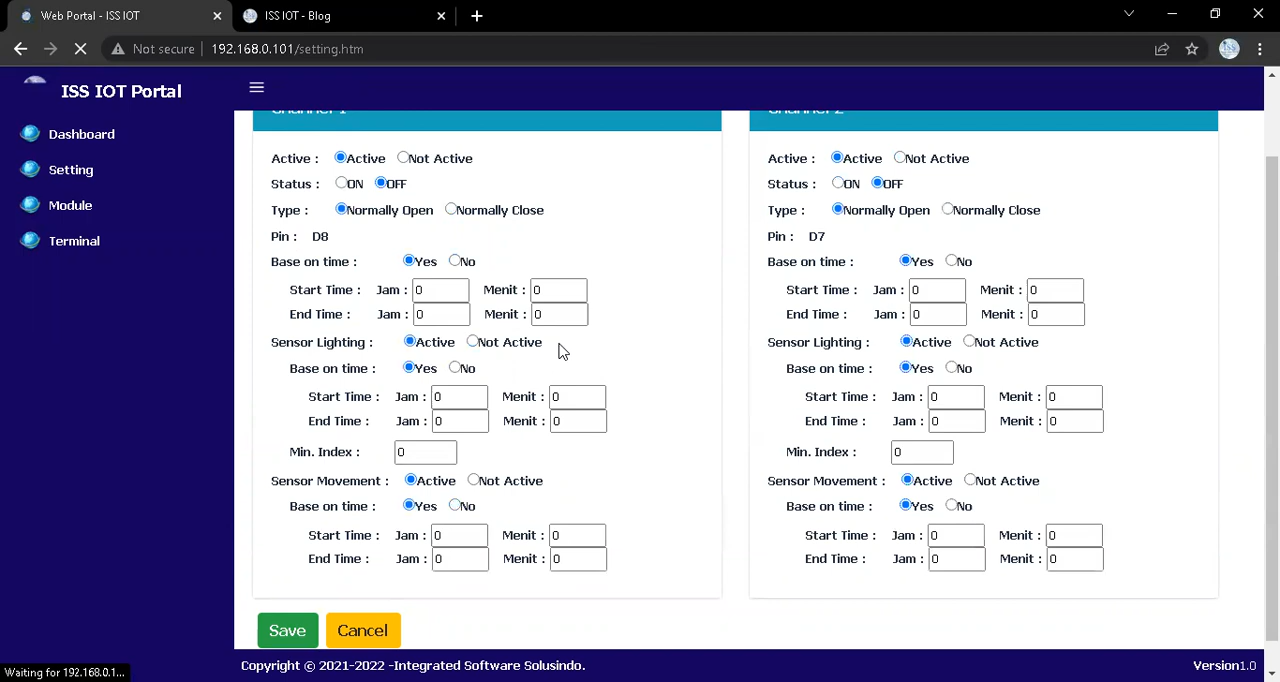 Web Portal - ISS IOT
ISS IOT - Blog
Not secure
192.168.0.101/setting.htm
ISS IOT Portal
Dashboard
Setting
Module
Terminal
Channel 1
Active : Active Not Active
Status : ON OFF
Type : Normally Open Normally Close
Pin : D8
Base on time : Yes No
Start Time : Jam : 0 Menit : 0
End Time : Jam : 0 Menit : 0
Sensor Lighting : Active Not Active
Base on time : Yes No
Start Time : Jam : 0 Menit : 0
End Time : Jam : 0 Menit : 0
Min. Index : 0
Sensor Movement : Active Not Active
Base on time : Yes No
Start Time : Jam : 0 Menit : 0
End Time : Jam : 0 Menit : 0
Channel 2
Active : Active Not Active
Status : ON OFF
Type : Normally Open Normally Close
Pin : D7
Base on time : Yes No
Start Time : Jam : 0 Menit : 0
End Time : Jam : 0 Menit : 0
Sensor Lighting : Active Not Active
Base on time : Yes No
Start Time : Jam : 0 Menit : 0
End Time : Jam : 0 Menit : 0
Min. Index : 0
Sensor Movement : Active Not Active
Base on time : Yes No
Start Time : Jam : 0 Menit : 0
End Time : Jam : 0 Menit : 0
Save
Cancel
Copyright © 2021-2022 -Integrated Software Solusindo.
Version1.0
Waiting for 192.168.0.1...